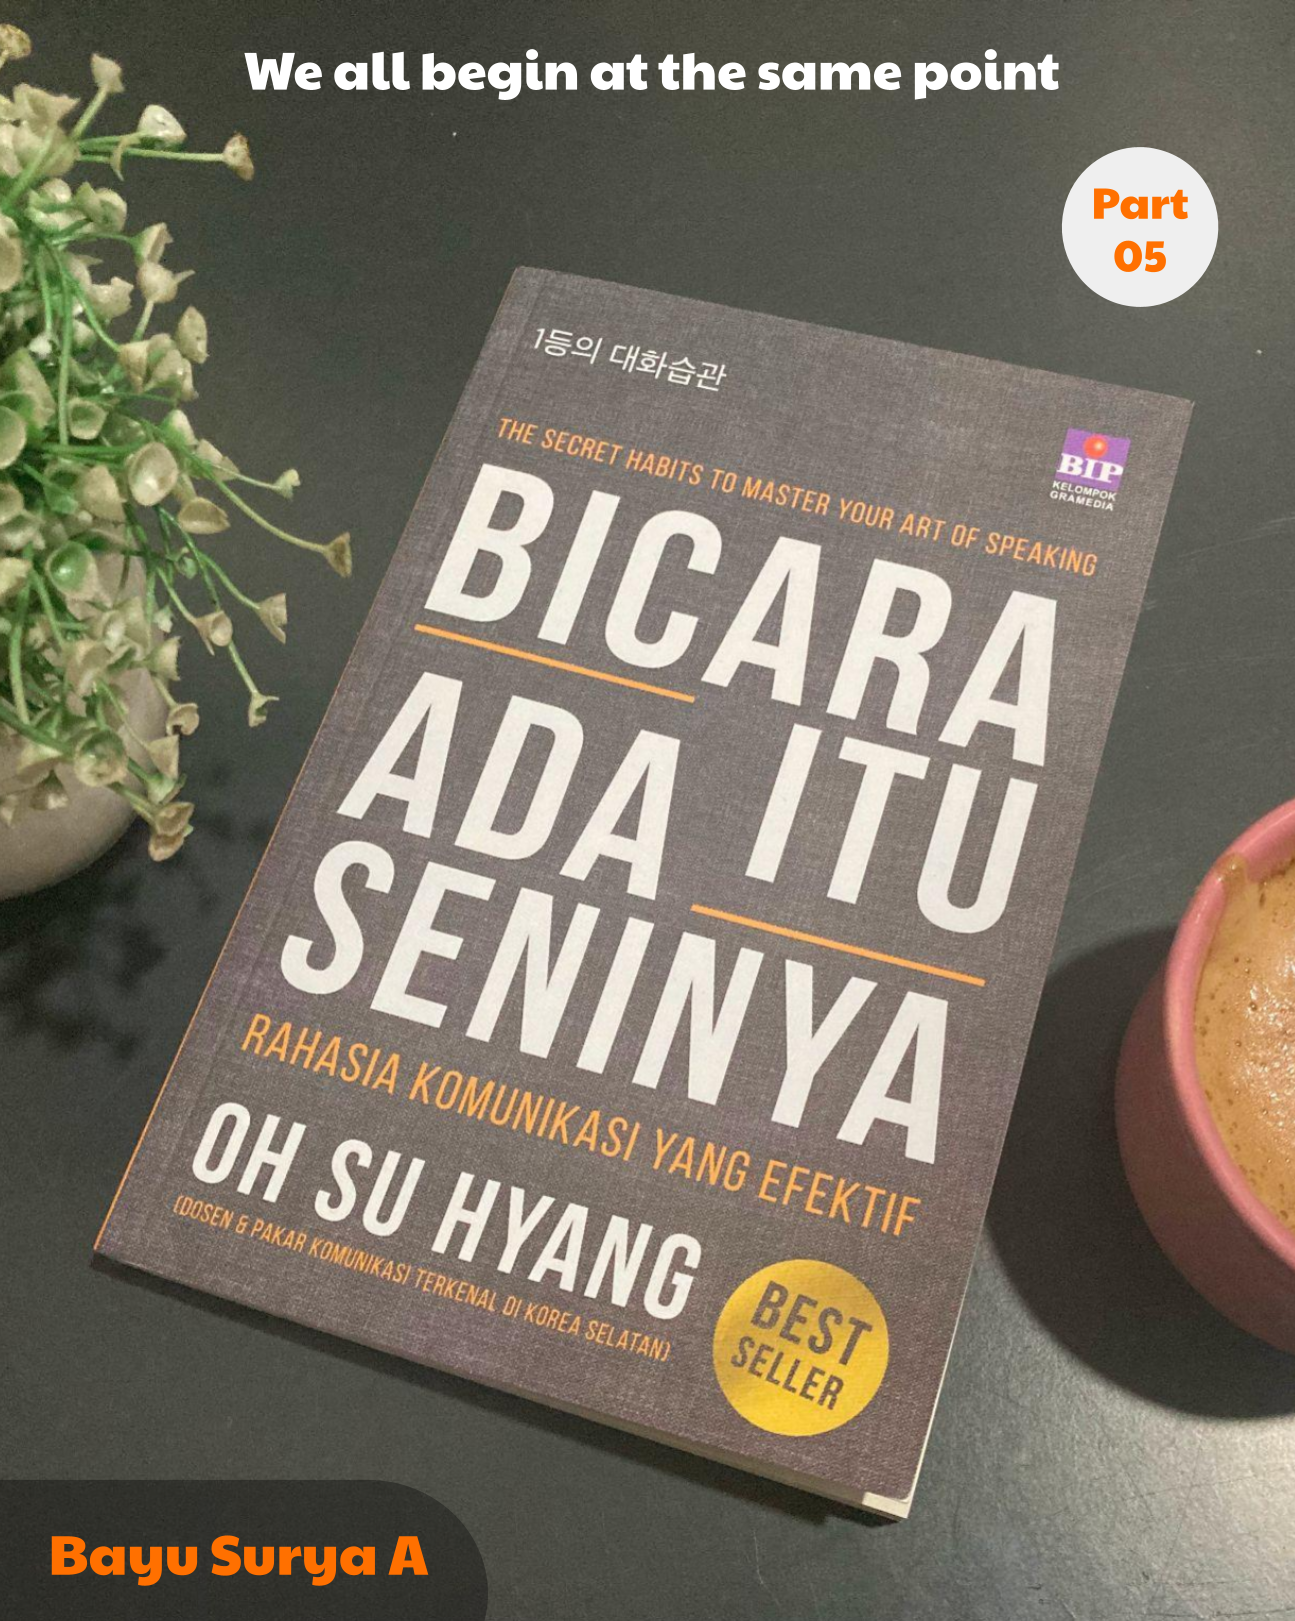 We all begin at the same point
Part
05
1등의 대화습관
BIP
KELOMPOK
GRAMEDIA
THE SECRET HABITS TO MASTER YOUR ART OF SPEAKING
BICARA
ADA ITU
SENINYA
RAHASIA KOMUNIKASI YANG EFEKTIF
OH SU HYANG
(DOSEN & PAKAR KOMUNIKASI TERKENAL DI KOREA SELATAN)
BEST
SELLER
Bayu Surya A